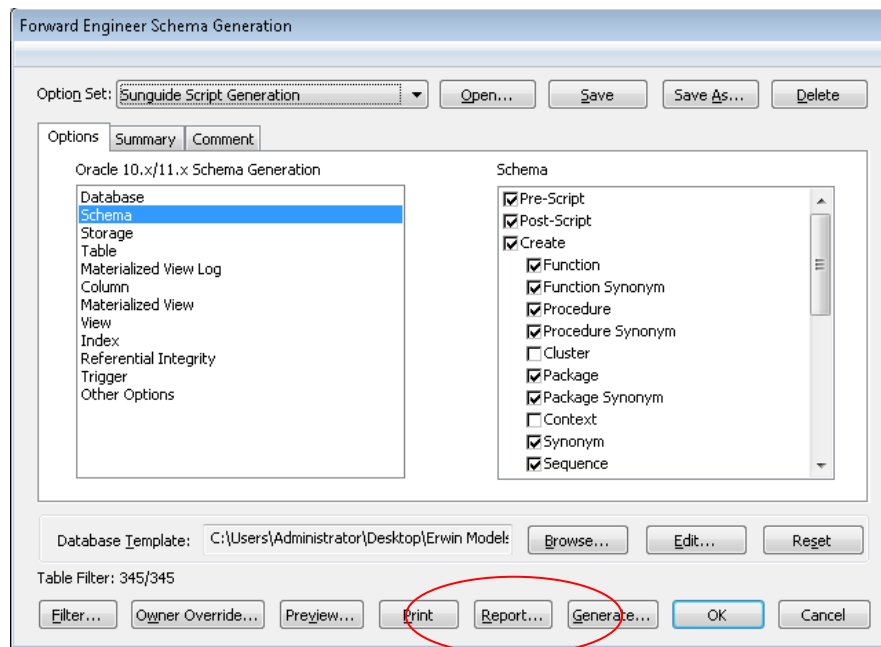 Forward Engineer Schema Generation
Option Set: Sunguide Script Generation Open... Save Save As... Delete
Options Summary Comment
Oracle 10.x/11.x Schema Generation
Database
Schema
Storage
Table
Materialized View Log
Column
Materialized View
View
Index
Referential Integrity
Trigger
Other Options
Schema
Pre-Script
Post-Script
Create
Function
Function Synonym
Procedure
Procedure Synonym
Cluster
Package
Package Synonym
Context
Synonym
Sequence
Database Template: C:\Users\Administrator\Desktop\Erwin Models Browse... Edit... Reset
Table Filter: 345/345
Filter... Owner Override... Preview... Print Report... Generate... OK Cancel